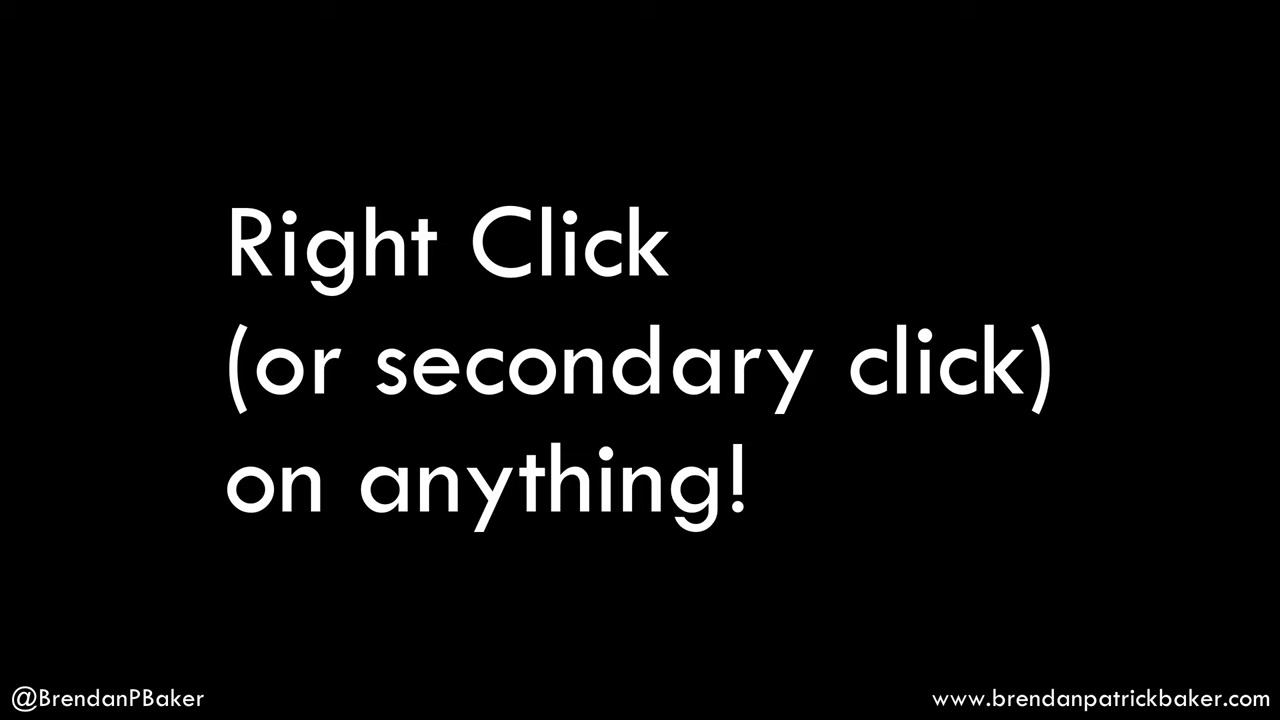 Right Click
(or secondary click)
on anything!
@BrendanPBaker
www.brendanpatrickbaker.com